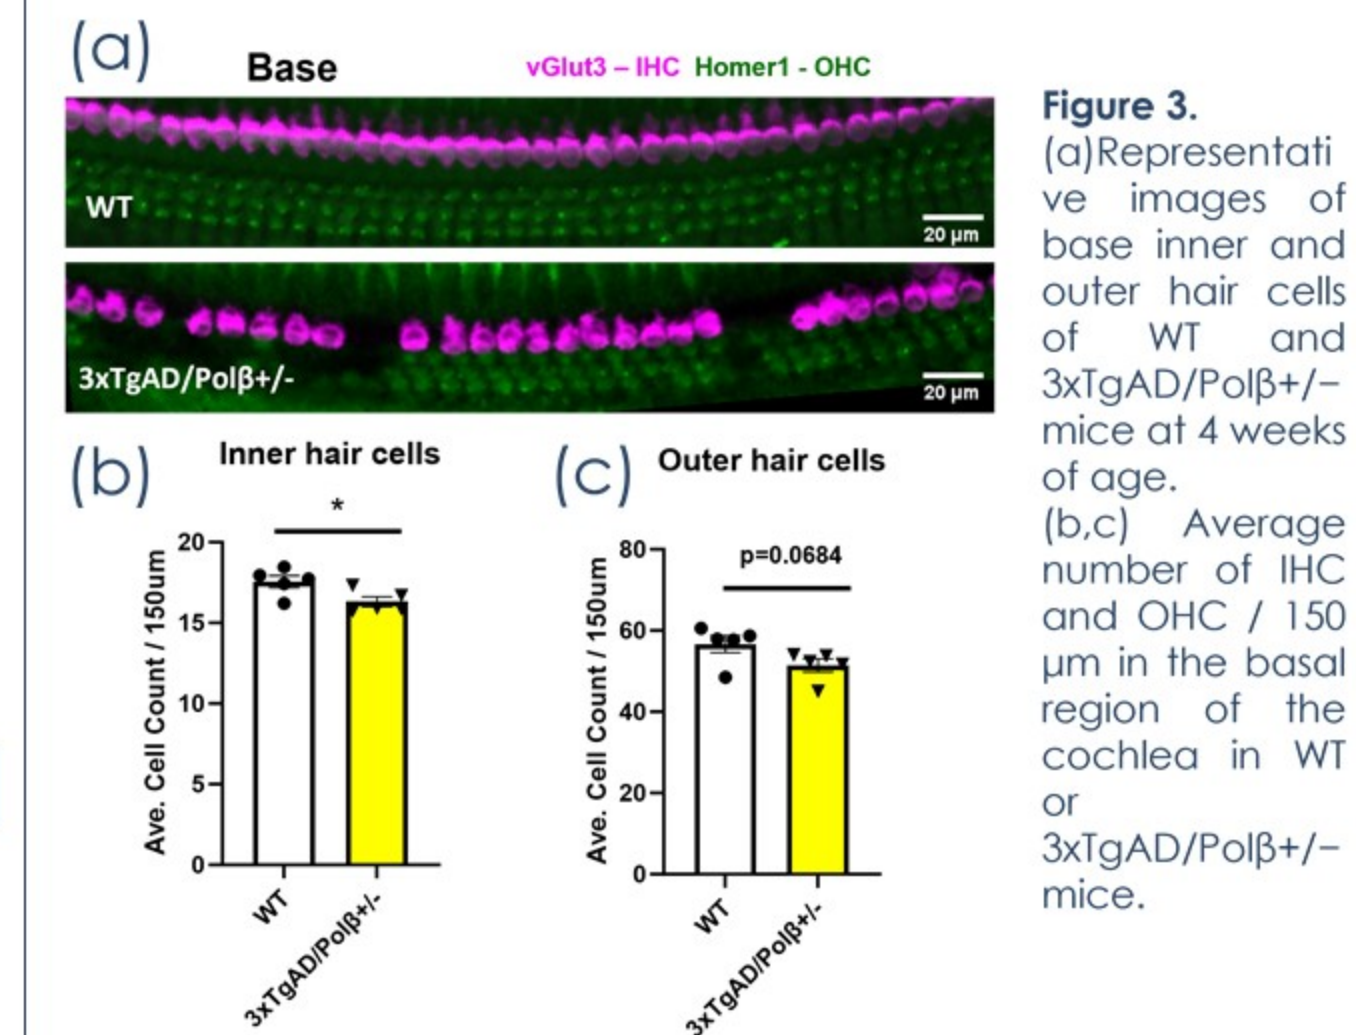 (a)
Base
vGlut3 – IHC Homer1 - OHC
WT
20 µm
3xTgAD/Polβ+/-
20 µm
Figure 3.
(a)Representati
ve images of
base inner and
outer hair cells
of WT and
3xTgAD/Polβ+/−
mice at 4 weeks
of age.
(b,c) Average
number of IHC
and OHC / 150
µm in the basal
region of the
cochlea in WT
or
3xTgAD/Polβ+/−
mice.
(b)
Inner hair cells
*
Ave. Cell Count / 150um
20
15
10
5
0
WT
3xTgAD/Polβ+/-
(c)
Outer hair cells
p=0.0684
Ave. Cell Count / 150um
80
60
40
20
0
WT
3xTgAD/Polβ+/-